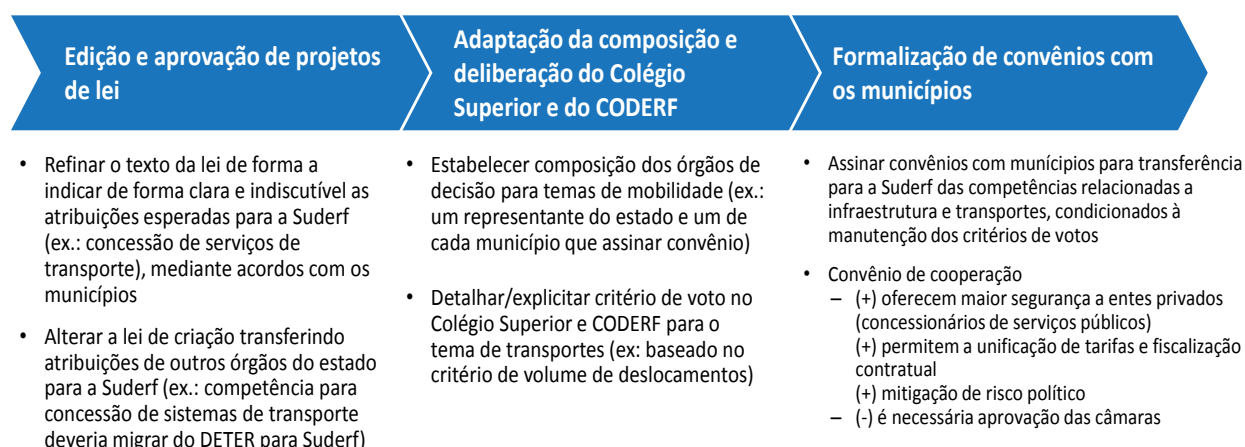 Edição e aprovação de projetos
de lei
Adaptação da composição e
deliberação do Colégio
Superior e do CODERF
Formalização de convênios com
os municípios
• Refinar o texto da lei de forma a
indicar de forma clara e indiscutível as
atribuições esperadas para a Suderf
(ex.: concessão de serviços de
transporte), mediante acordos com os
municípios
• Alterar a lei de criação transferindo
atribuições de outros órgãos do estado
para a Suderf (ex.: competência para
concessão de sistemas de transporte
deveria migrar do DETER para Suderf)
• Estabelecer composição dos órgãos de
decisão para temas de mobilidade (ex.:
um representante do estado e um de
cada município que assinar convênio)
• Detalhar/explicitar critério de voto no
Colégio Superior e CODERF para o
tema de transportes (ex: baseado no
critério de volume de deslocamentos)
• Assinar convênios com munícipios para transferência
para a Suderf das competências relacionadas a
infraestrutura e transportes, condicionados à
manutenção dos critérios de votos
• Convênio de cooperação
– (+) oferecem maior segurança a entes privados
(concessionários de serviços públicos)
(+) permitem a unificação de tarifas e fiscalização
contratual
(+) mitigação de risco político
– (-) é necessária aprovação das câmaras